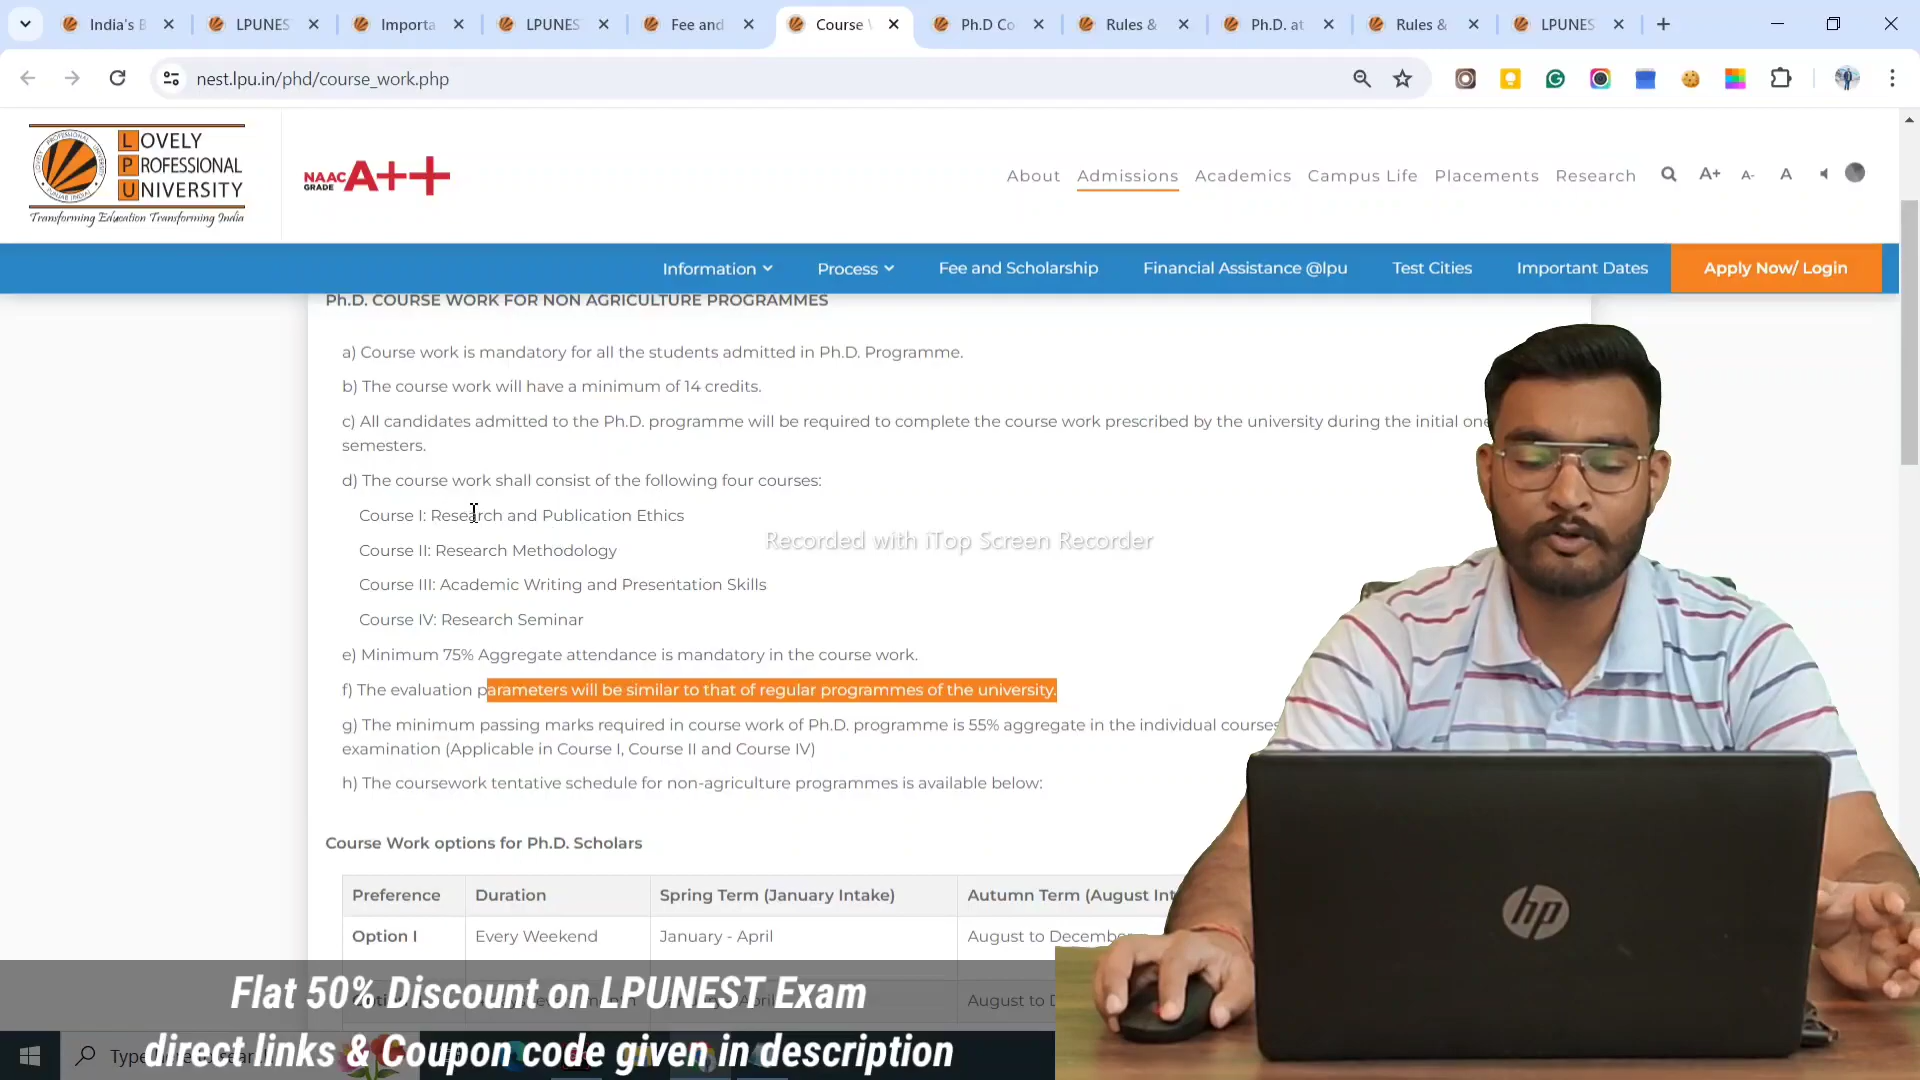 India's B
LPUNES
Importa
LPUNES
Fee and
Course
Ph.D Co
Rules &
Ph.D. at
Rules &
LPUNES
nest.lpu.in/phd/course_work.php
LOVELY
PROFESSIONAL
UNIVERSITY
Transforming Education Transforming India
NAAC
GRADE A++
About Admissions Academics Campus Life Placements Research A+ A- A
Information Process Fee and Scholarship Financial Assistance @lpu Test Cities Important Dates Apply Now/ Login
Ph.D. COURSE WORK FOR NON AGRICULTURE PROGRAMMES
a) Course work is mandatory for all the students admitted in Ph.D. Programme.
b) The course work will have a minimum of 14 credits.
c) All candidates admitted to the Ph.D. programme will be required to complete the course work prescribed by the university during the initial one
semesters.
d) The course work shall consist of the following four courses:
Course I: Research and Publication Ethics
Course II: Research Methodology
Course III: Academic Writing and Presentation Skills
Course IV: Research Seminar
Recorded with iTop Screen Recorder
e) Minimum 75% Aggregate attendance is mandatory in the course work.
f) The evaluation parameters will be similar to that of regular programmes of the university.
g) The minimum passing marks required in course work of Ph.D. programme is 55% aggregate in the individual courses
examination (Applicable in Course I, Course II and Course IV)
h) The coursework tentative schedule for non-agriculture programmes is available below:
Course Work options for Ph.D. Scholars
Preference Duration Spring Term (January Intake) Autumn Term (August Int
Option I Every Weekend January - April August to December
August to D
Flat 50% Discount on LPUNEST Exam
direct links & Coupon code given in description
hp